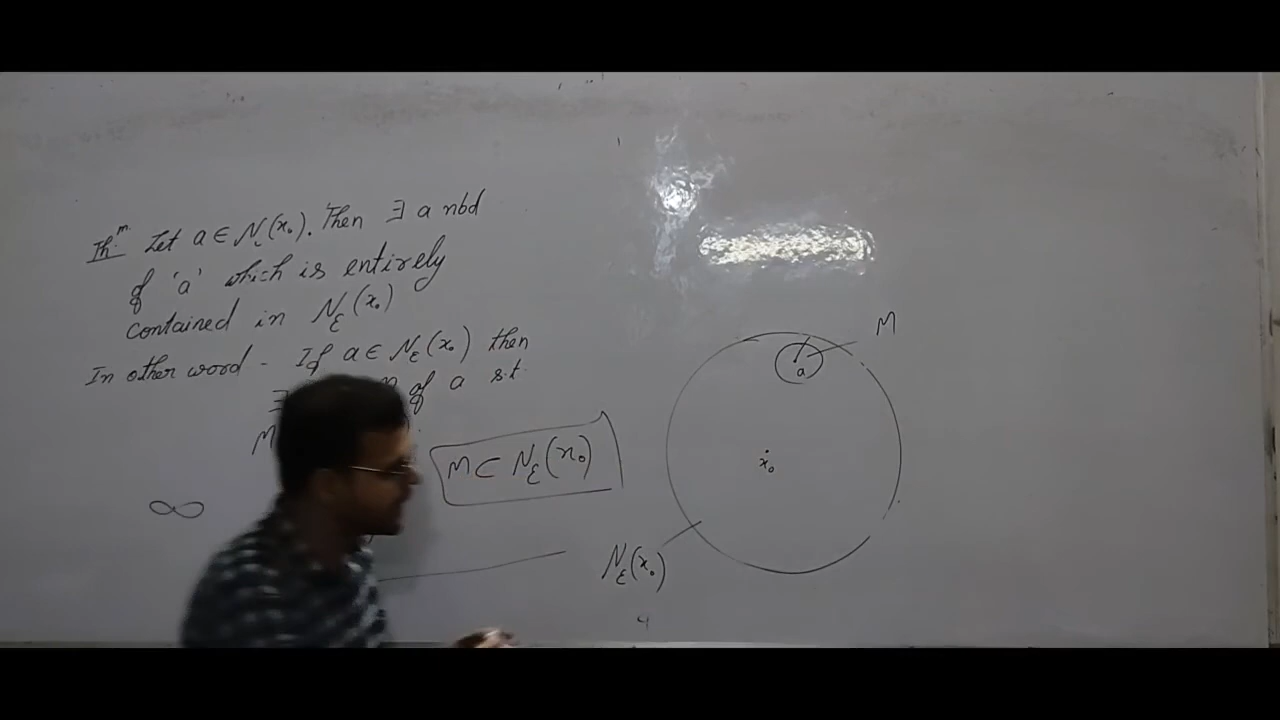 Thᵐ. Let a ∈ N_ε(x₀). Then ∃ a nbd
of 'a' which is entirely
contained in N_ε(x₀)
In other word - If a ∈ N_ε(x₀) then
∃ of a s.t.
M
M ⊂ N_ε(x₀)
∞
M
a
x₀
N_ε(x₀)